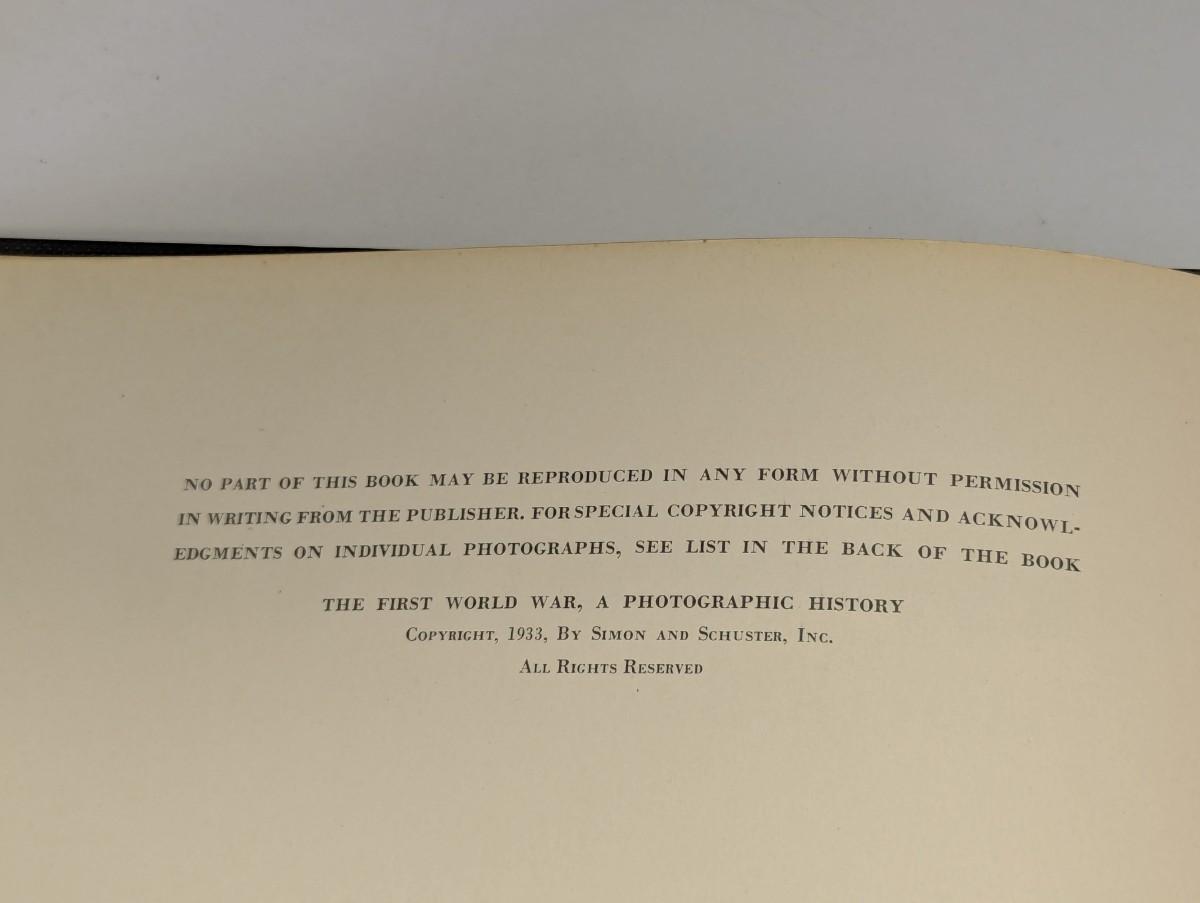 NO PART OF THIS BOOK MAY BE REPRODUCED IN ANY FORM WITHOUT PERMISSION
IN WRITING FROM THE PUBLISHER. FOR SPECIAL COPYRIGHT NOTICES AND ACKNOWL-
EDGMENTS ON INDIVIDUAL PHOTOGRAPHS, SEE LIST IN THE BACK OF THE BOOK
THE FIRST WORLD WAR, A PHOTOGRAPHIC HISTORY
COPYRIGHT, 1933, BY SIMON AND SCHUSTER, INC.
ALL RIGHTS RESERVED